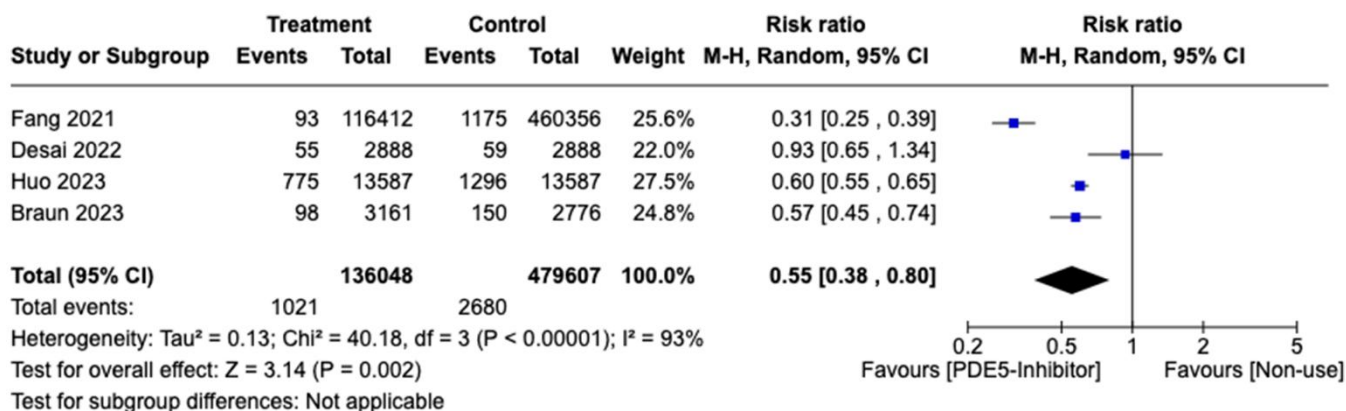 Treatment Control Risk ratio Risk ratio
Study or Subgroup Events Total Events Total Weight M-H, Random, 95% CI M-H, Random, 95% CI
Fang 2021 93 116412 1175 460356 25.6% 0.31 [0.25 , 0.39]
Desai 2022 55 2888 59 2888 22.0% 0.93 [0.65 , 1.34]
Huo 2023 775 13587 1296 13587 27.5% 0.60 [0.55 , 0.65]
Braun 2023 98 3161 150 2776 24.8% 0.57 [0.45 , 0.74]
Total (95% CI) 136048 479607 100.0% 0.55 [0.38 , 0.80]
Total events: 1021 2680
Heterogeneity: Tau² = 0.13; Chi² = 40.18, df = 3 (P < 0.00001); I² = 93%
0.2 0.5 1 2 5
Test for overall effect: Z = 3.14 (P = 0.002)
Favours [PDE5-Inhibitor] Favours [Non-use]
Test for subgroup differences: Not applicable